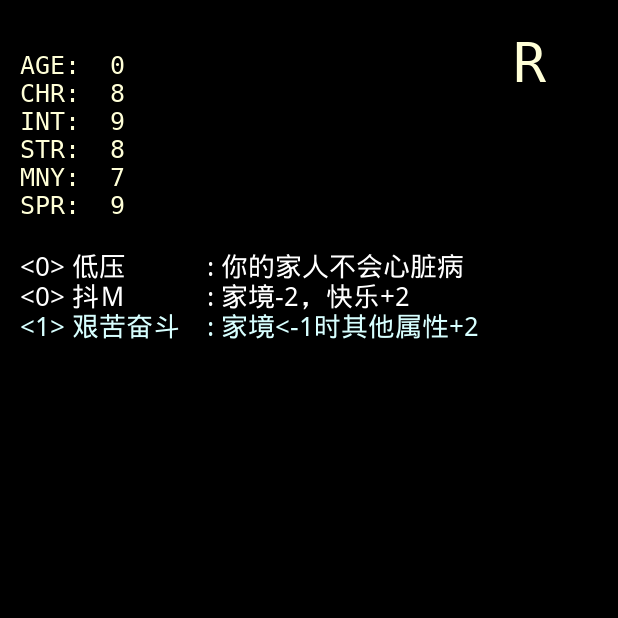 R
AGE: 0
CHR: 8
INT: 9
STR: 8
MNY: 7
SPR: 9
<0> 低压 : 你的家人不会心脏病
<0> 抖M : 家境-2，快乐+2
<1> 艰苦奋斗 : 家境<-1时其他属性+2